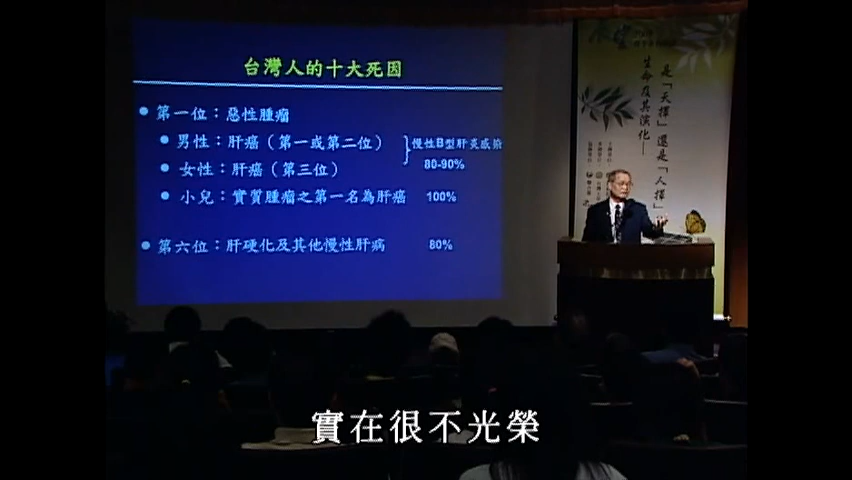 台灣人的十大死因
第一位：惡性腫瘤
男性：肝癌（第一或第二位）
女性：肝癌（第三位）
慢性B型肝炎感染
80-90%
小兒：實質腫瘤之第一名為肝癌 100%
第六位：肝硬化及其他慢性肝病 80%
是「天擇」還是「人擇」
生命及其演化—
實在很不光榮